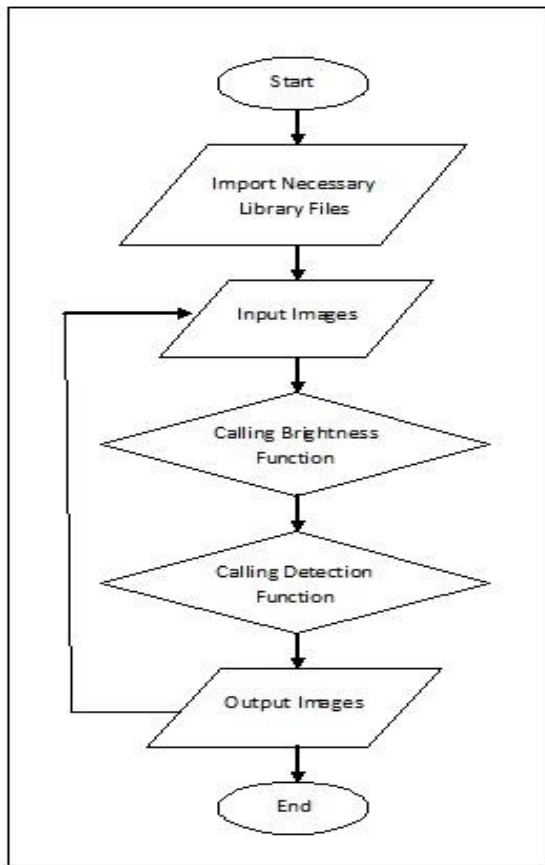 Start
Import Necessary
Library Files
Input Images
Calling Brightness
Function
Calling Detection
Function
Output Images
End